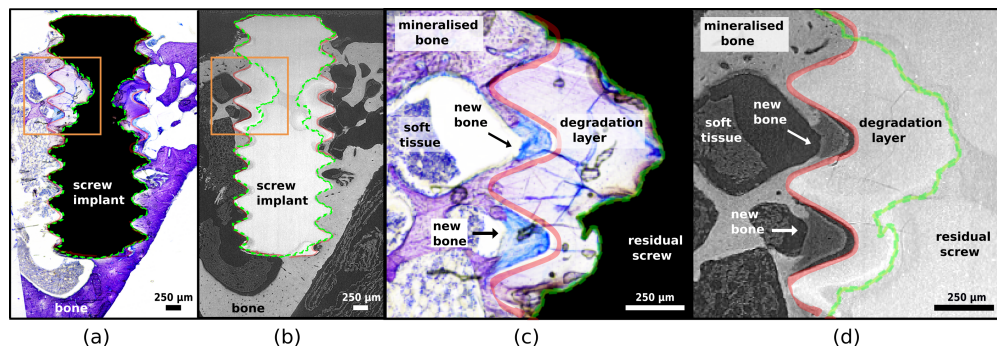 screw
implant
bone
250 µm
(a)
screw
implant
bone
250 µm
(b)
mineralised
bone
new
bone
soft
tissue
degradation
layer
new
bone
residual
screw
250 µm
(c)
mineralised
bone
new
bone
soft
tissue
degradation
layer
new
bone
residual
screw
250 µm
(d)